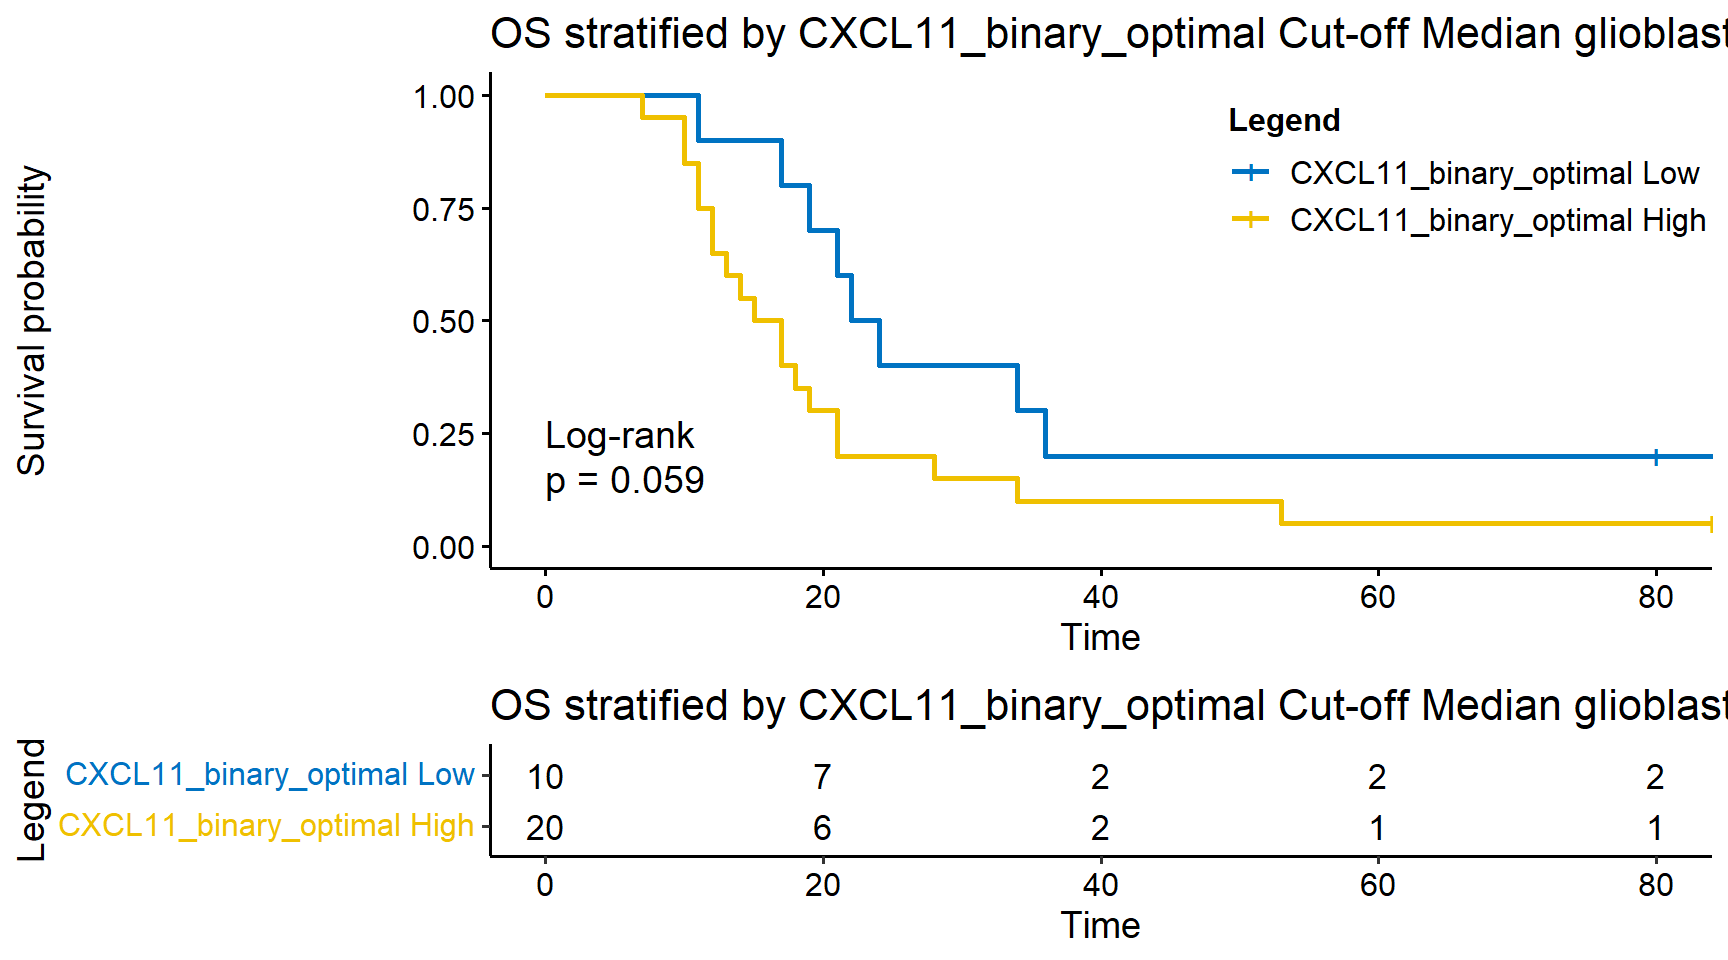 OS stratified by CXCL11_binary_optimal Cut-off Median glioblast
Survival probability
1.00
0.75
0.50
0.25
0.00
Legend
CXCL11_binary_optimal Low
CXCL11_binary_optimal High
Log-rank
p = 0.059
0 20 40 60 80
Time
OS stratified by CXCL11_binary_optimal Cut-off Median glioblast
Legend
CXCL11_binary_optimal Low 10 7 2 2 2
CXCL11_binary_optimal High 20 6 2 1 1
0 20 40 60 80
Time